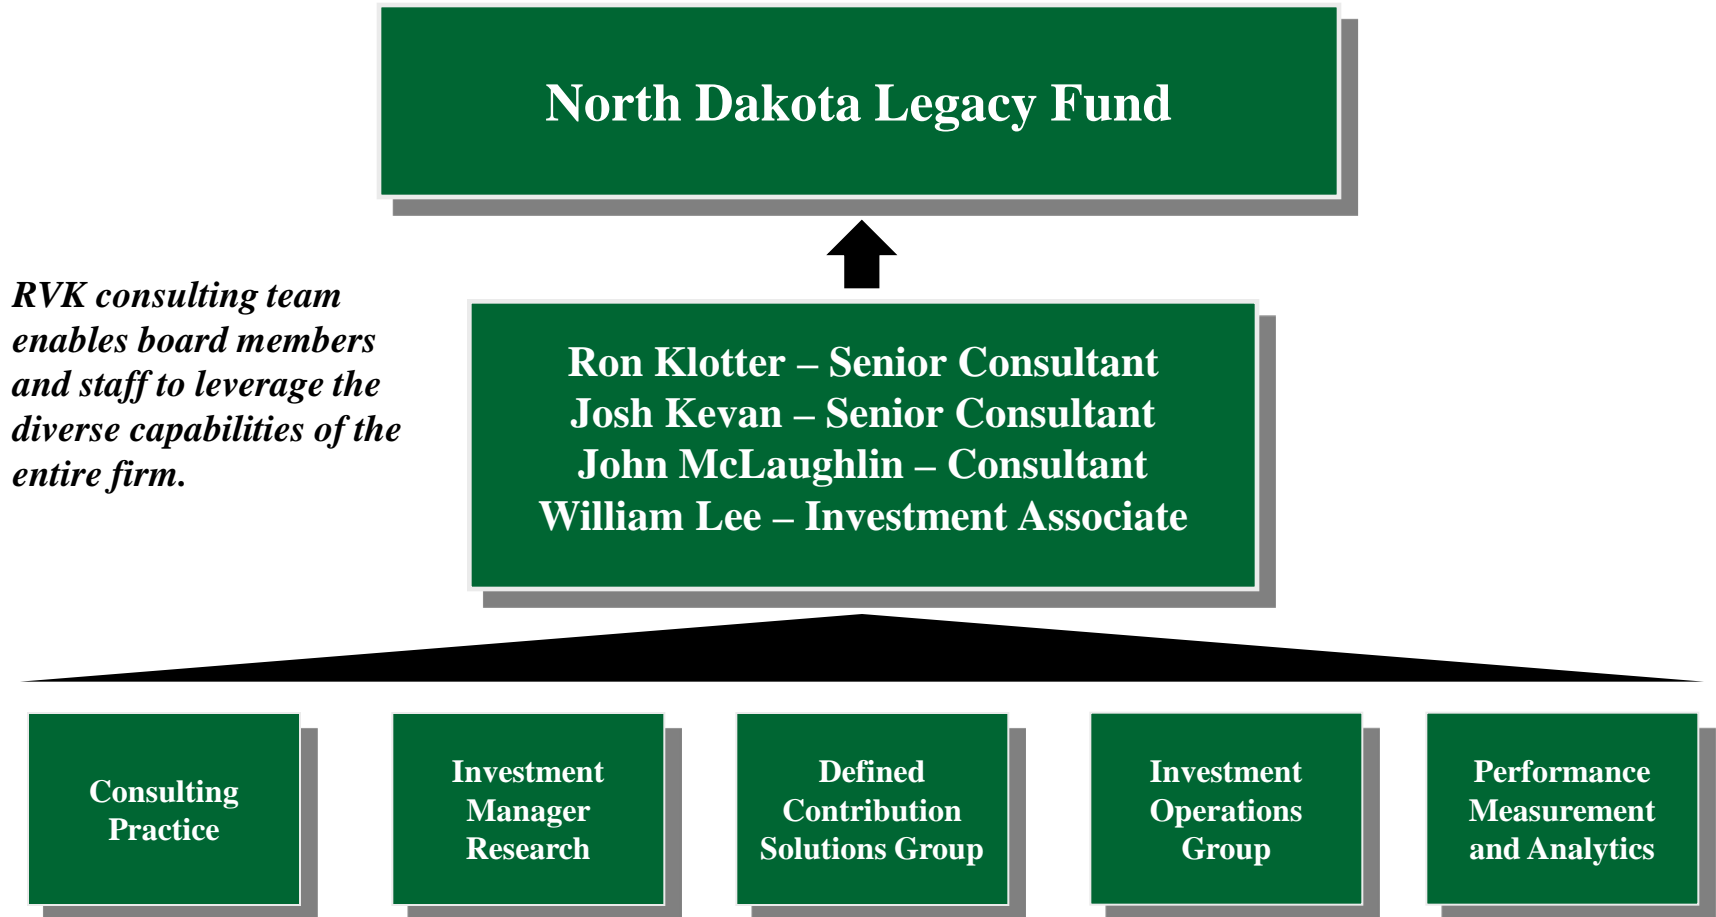 North Dakota Legacy Fund
RVK consulting team
enables board members
and staff to leverage the
diverse capabilities of the
entire firm.
Ron Klotter – Senior Consultant
Josh Kevan – Senior Consultant
John McLaughlin – Consultant
William Lee – Investment Associate
Consulting
Practice
Investment
Manager
Research
Defined
Contribution
Solutions Group
Investment
Operations
Group
Performance
Measurement
and Analytics